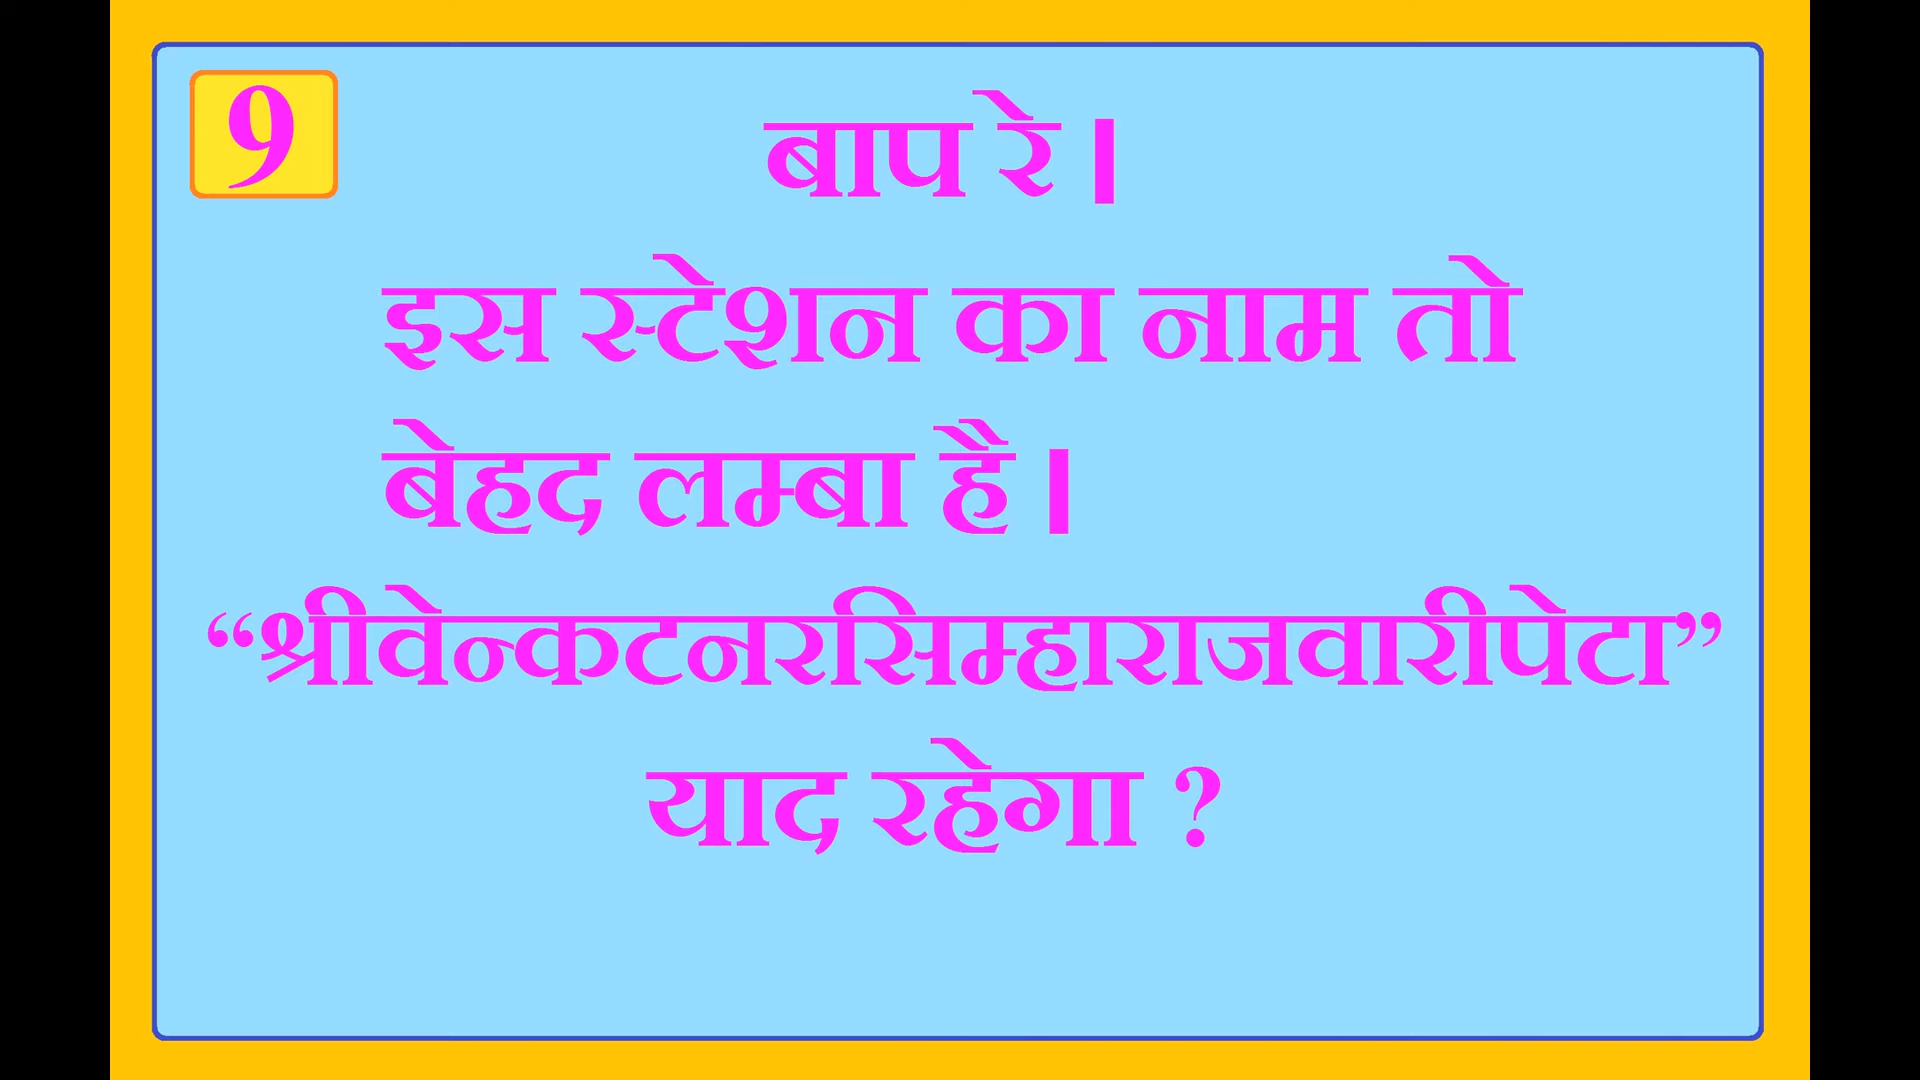 9
बाप रे।
इस स्टेशन का नाम तो
बेहद लम्बा है।
“श्रीवेन्कटनरसिम्हाराजवारीपेटा”
याद रहेगा ?